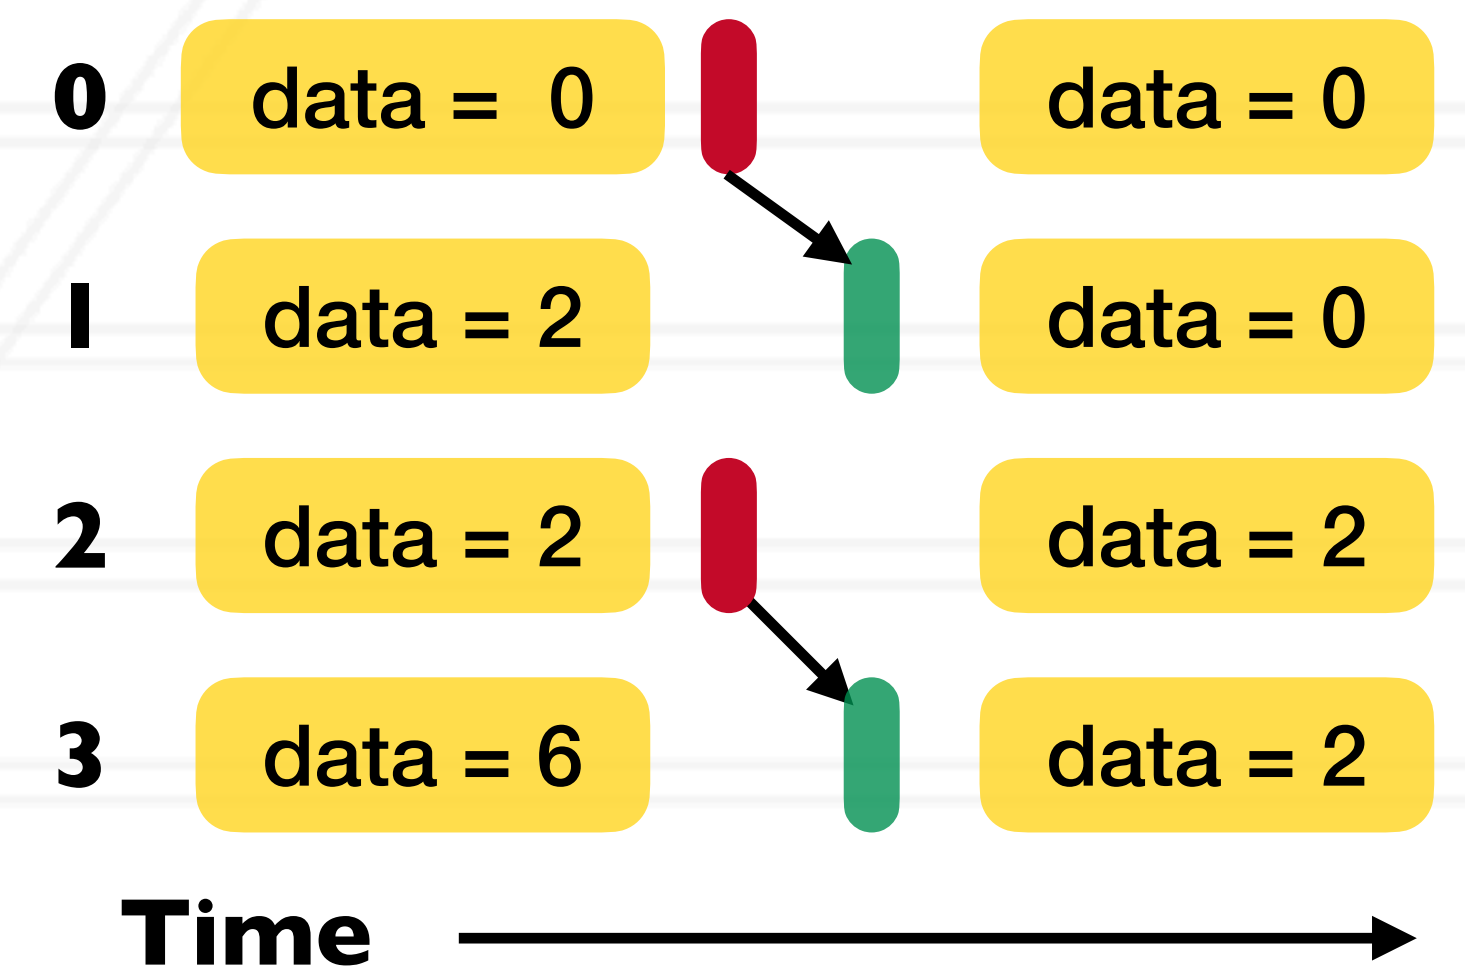 0 data = 0 data = 0
1 data = 2 data = 0
2 data = 2 data = 2
3 data = 6 data = 2
Time